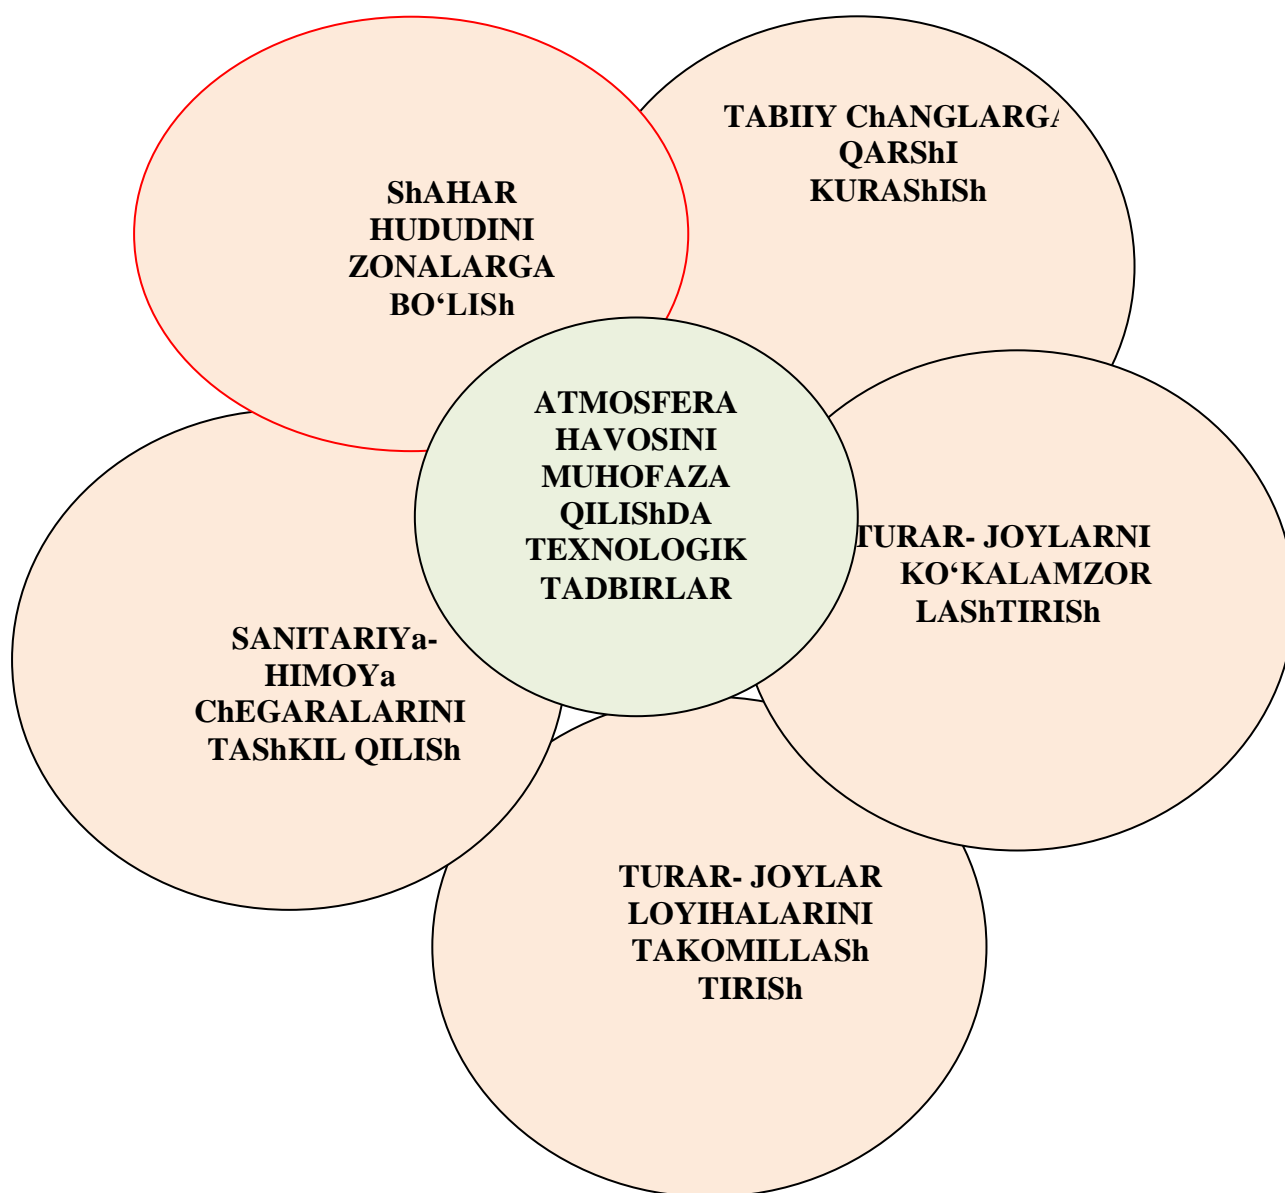 ShAHAR
HUDUDINI
ZONALARGA
BO‘LISh
TABIIY ChANGLARGA
QARShI
KURAShISh
ATMOSFERA
HAVOSINI
MUHOFAZA
QILIShDA
TEXNOLOGIK
TADBIRLAR
TURAR- JOYLARNI
KO‘KALAMZOR
LAShTIRISh
SANITARIYa-
HIMOYa
ChEGARALARINI
TAShKIL QILISh
TURAR- JOYLAR
LOYIHALARINI
TAKOMILLASh
TIRISh